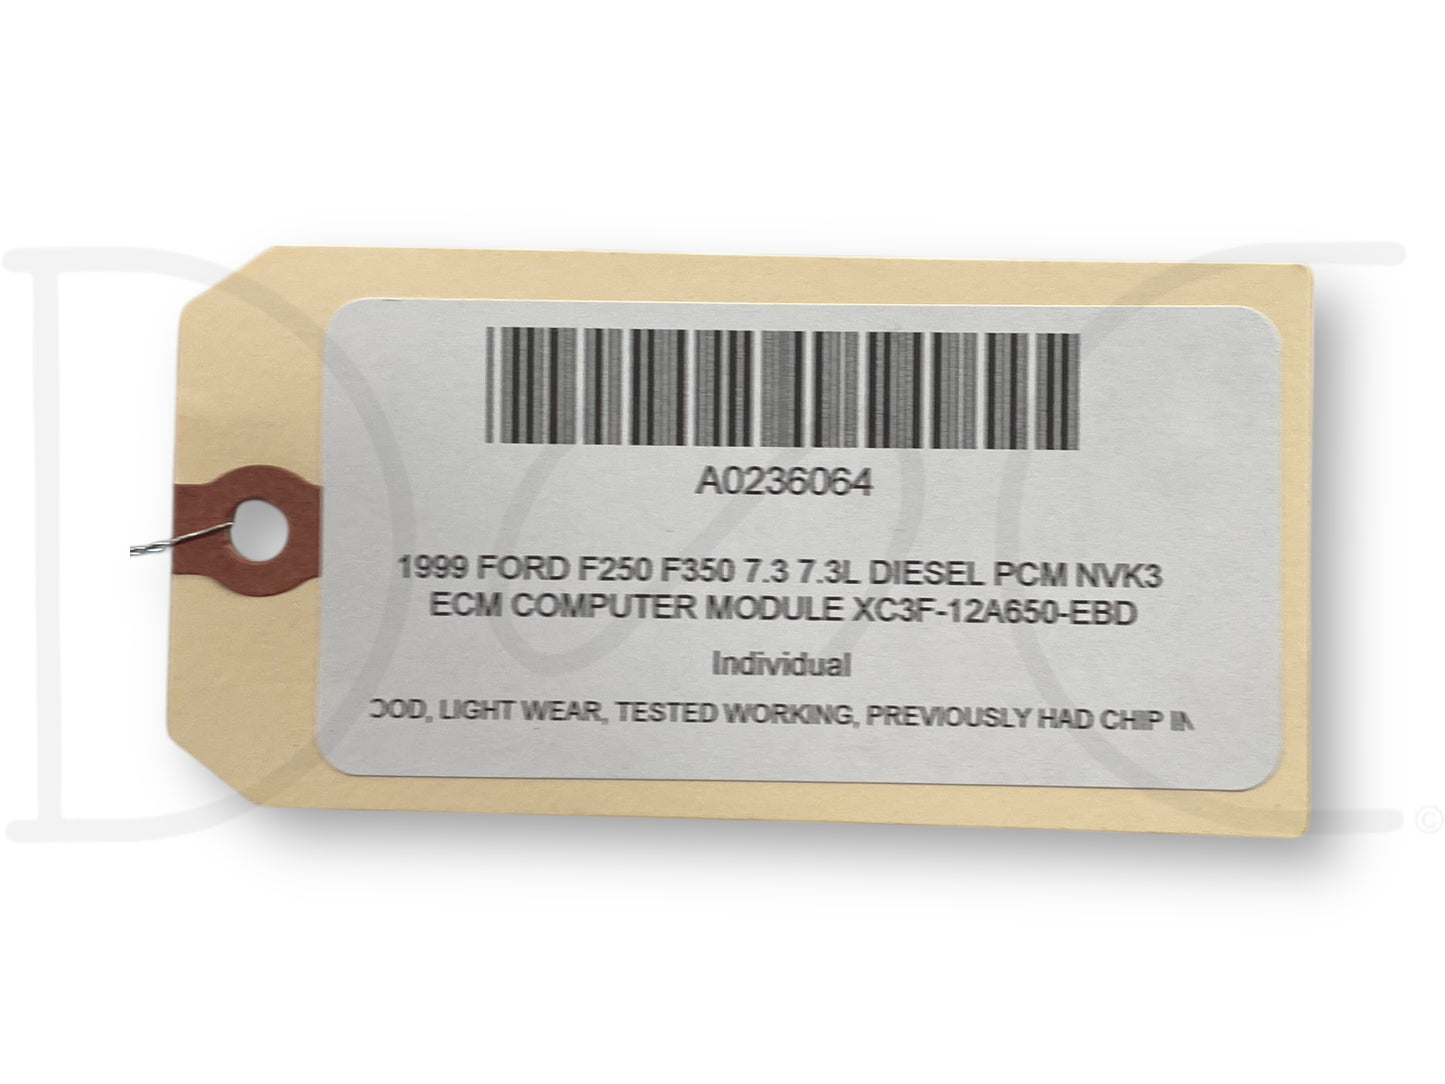 A0236064
1999 FORD F250 F350 7.3 7.3L DIESEL PCM NVK3
ECM COMPUTER MODULE XC3F-12A650-EBD
Individual
OOD, LIGHT WEAR, TESTED WORKING, PREVIOUSLY HAD CHIP IN
©